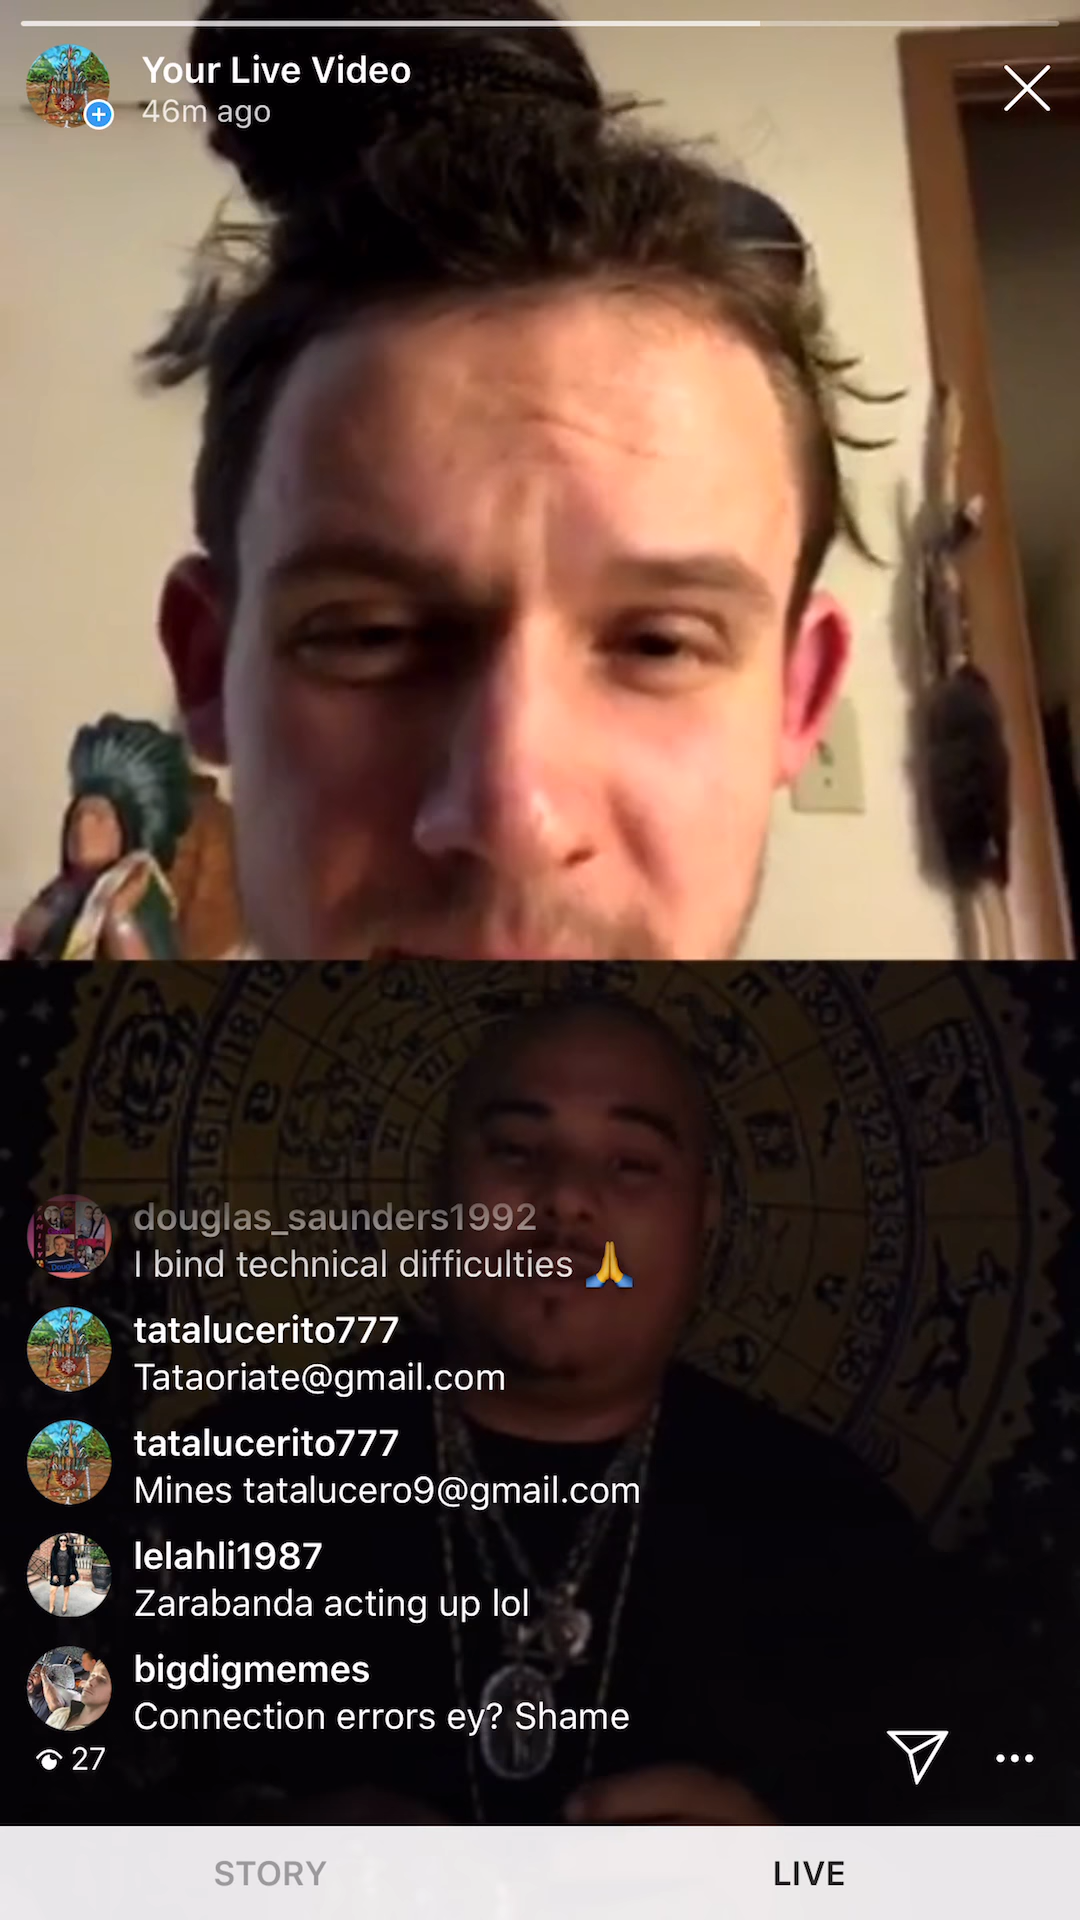 Your Live Video
46m ago
douglas_saunders1992
I bind technical difficulties 🙏
tatalucerito777
Tataoriate@gmail.com
tatalucerito777
Mines tatalucero9@gmail.com
lelahli1987
Zarabanda acting up lol
bigdigmemes
Connection errors ey? Shame
27
STORY
LIVE